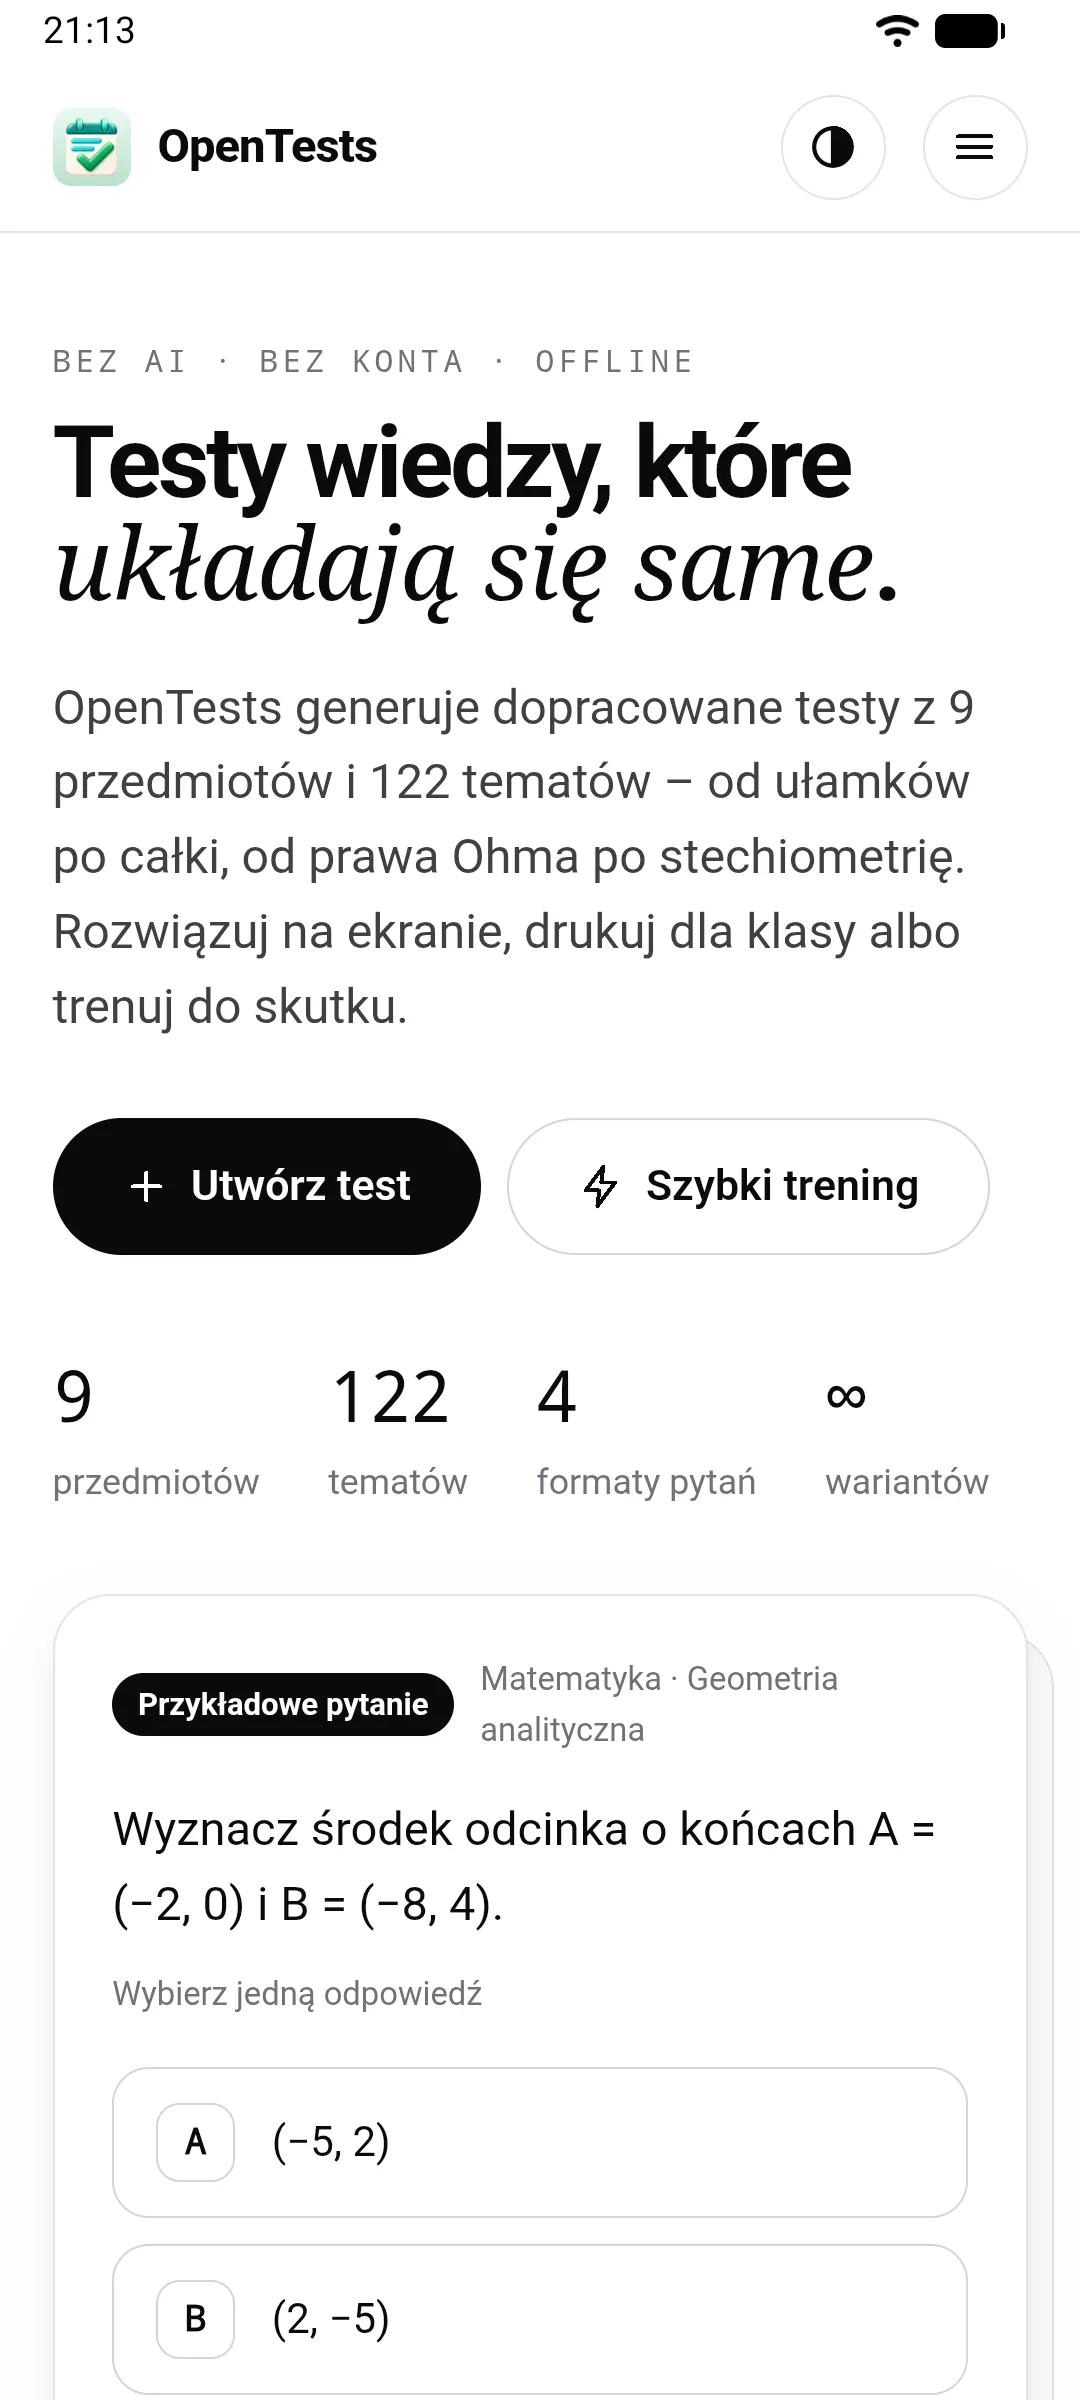 21:13
OpenTests
BEZ AI · BEZ KONTA · OFFLINE
Testy wiedzy, które
układają się same.
OpenTests generuje dopracowane testy z 9
przedmiotów i 122 tematów – od ułamków
po całki, od prawa Ohma po stechiometrię.
Rozwiązuj na ekranie, drukuj dla klasy albo
trenuj do skutku.
+ Utwórz test
Szybki trening
9
przedmiotów
122
tematów
4
formaty pytań
∞
wariantów
Przykładowe pytanie
Matematyka · Geometria
analityczna
Wyznacz środek odcinka o końcach A =
(−2, 0) i B = (−8, 4).
Wybierz jedną odpowiedź
A (−5, 2)
B (2, −5)